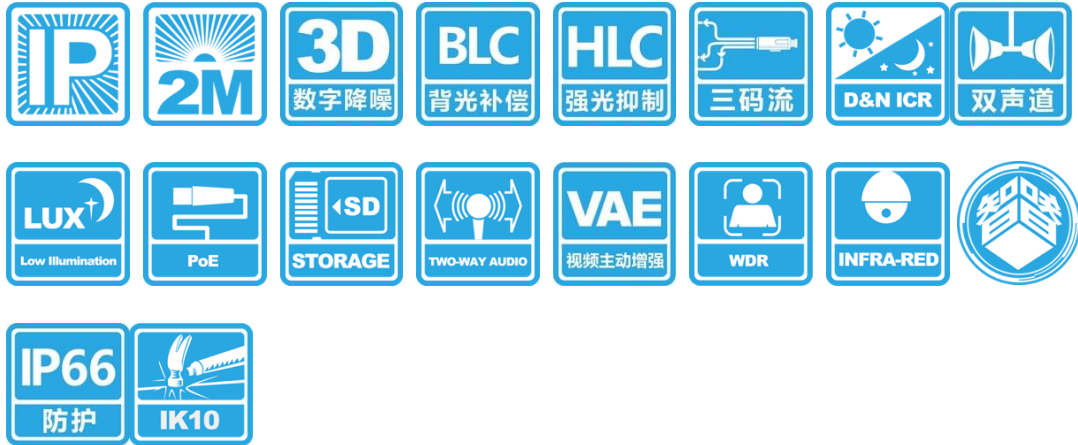 IP
2M
3D
数字降噪
BLC
背光补偿
HLC
强光抑制
三码流
D&N ICR
双声道
LUX
Low Illumination
PoE
SD
STORAGE
TWO-WAY AUDIO
VAE
视频主动增强
WDR
INFRA-RED
IP66
防护
IK10